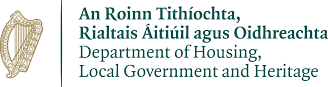 An Roinn Tithíochta,
Rialtais Áitiúil agus Oidhreachta
Department of Housing,
Local Government and Heritage